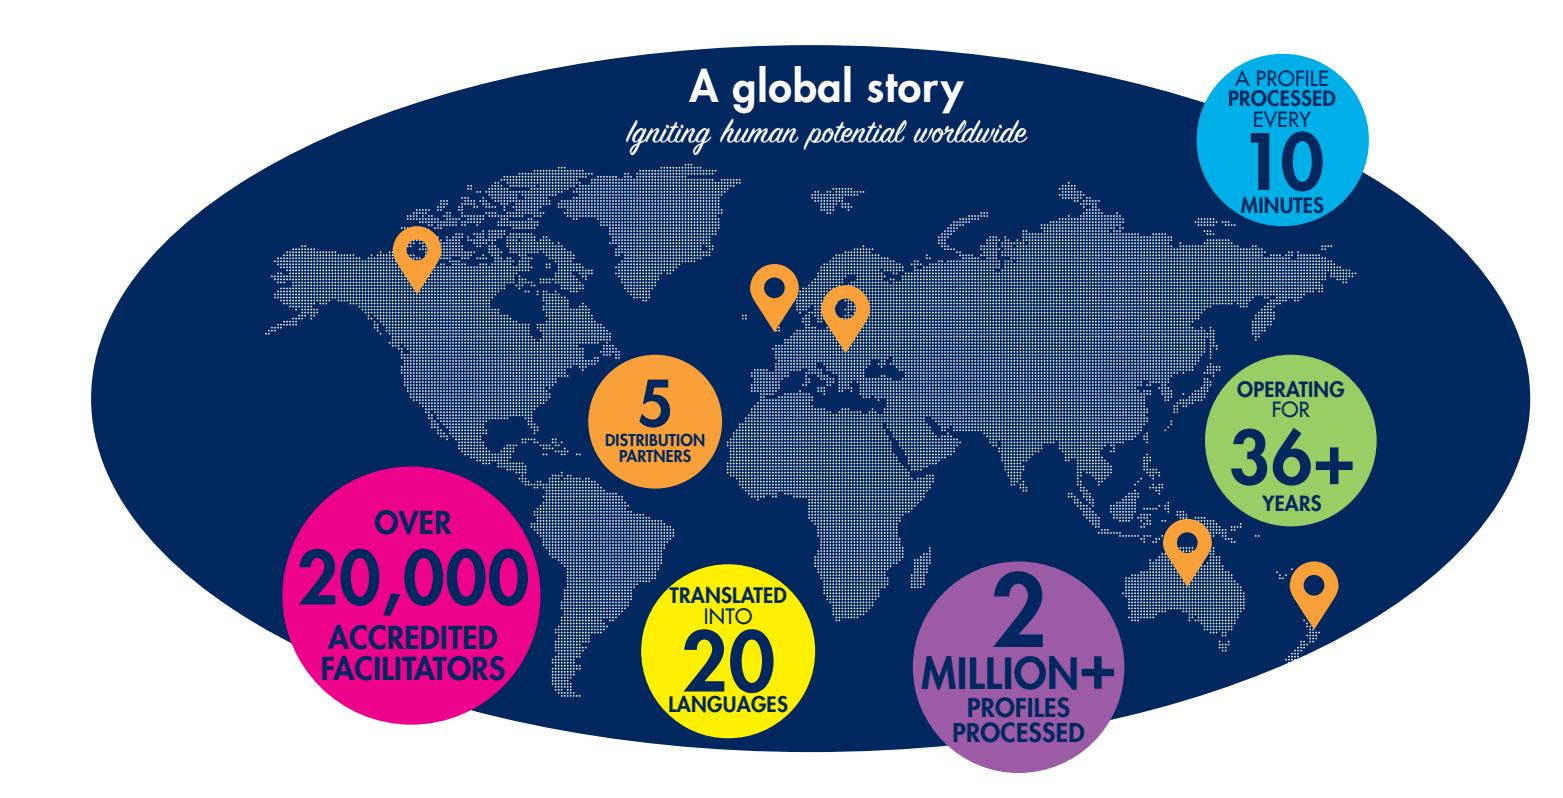 A global story
Igniting human potential worldwide
A PROFILE
PROCESSED
EVERY
10
MINUTES
5
DISTRIBUTION
PARTNERS
OPERATING
FOR
36+
YEARS
OVER
20,000
ACCREDITED
FACILITATORS
TRANSLATED
INTO
20
LANGUAGES
2
MILLION+
PROFILES
PROCESSED